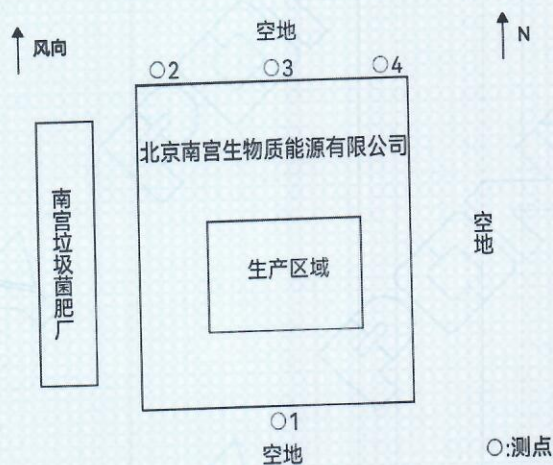 空地
N
风向
○2
○3
○4
北京南宫生物质能源有限公司
南宫垃圾菌肥厂
生产区域
空地
○1
空地
○:测点